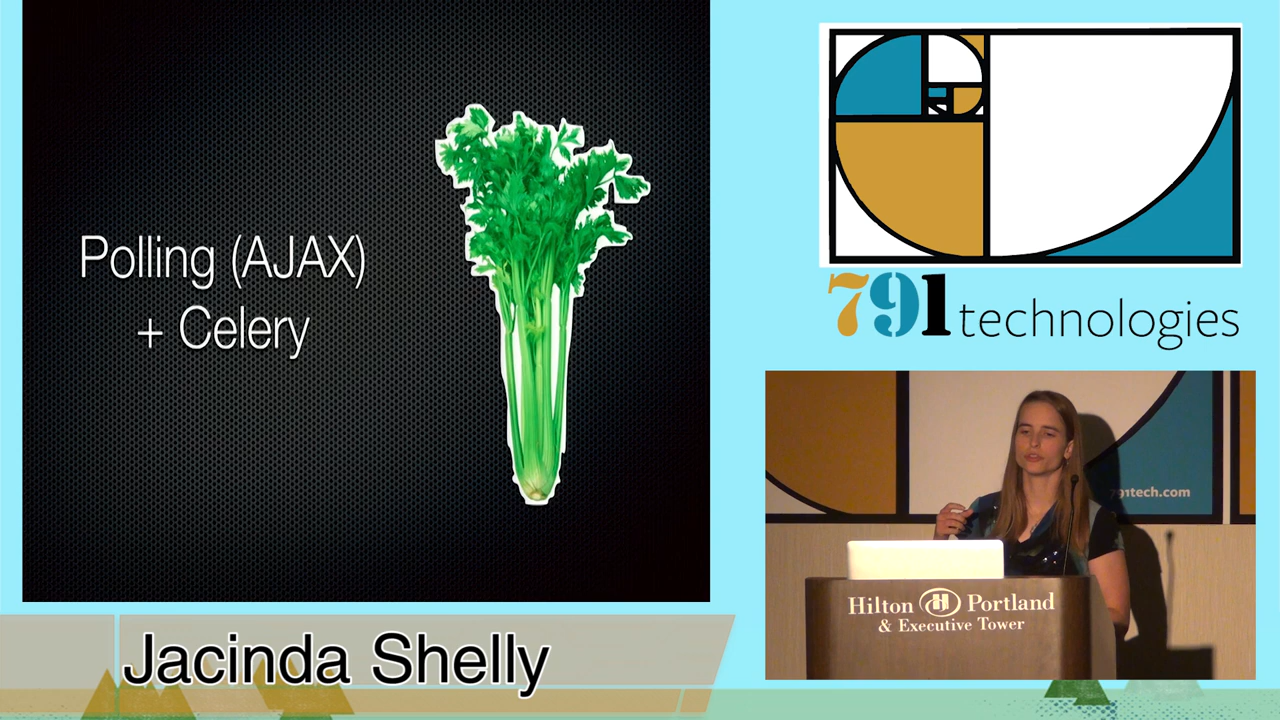 Polling (AJAX)
+ Celery
791 technologies
791tech.com
Hilton Portland
& Executive Tower
Jacinda Shelly